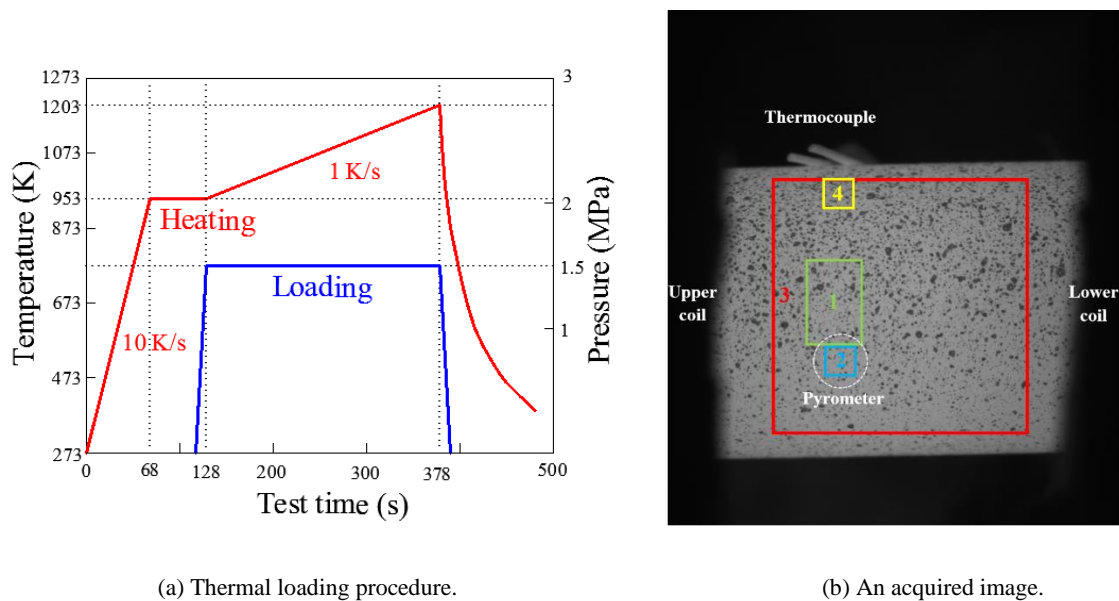 1273
1203
1073
953
873
673
473
273
Temperature (K)
0
68
128
200
300
378
500
Test time (s)
3
2
1.5
1
Pressure (MPa)
Heating
Loading
10 K/s
1 K/s
(a) Thermal loading procedure.
Thermocouple
4
1
3
2
Upper
coil
Lower
coil
Pyrometer
(b) An acquired image.